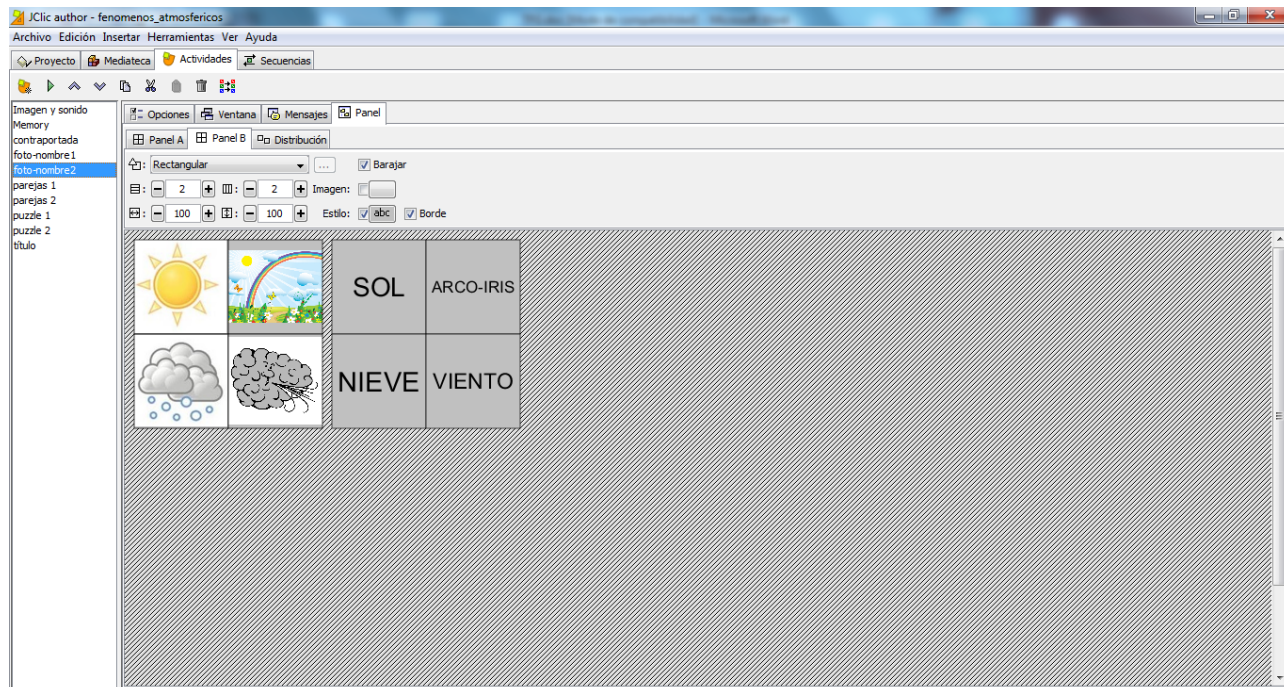 JClic author - fenomenos_atmosfericos
Archivo Edición Insertar Herramientas Ver Ayuda
Proyecto Mediateca Actividades Secuencias
Imagen y sonido
Memory
contraportada
foto-nombre1
foto-nombre2
parejas 1
parejas 2
puzzle 1
puzzle 2
título
Opciones Ventana Mensajes Panel
Panel A Panel B Distribución
Rectangular ... Barajar
2 2 Imagen:
100 100 Estilo: abc Borde
SOL ARCO-IRIS
NIEVE VIENTO